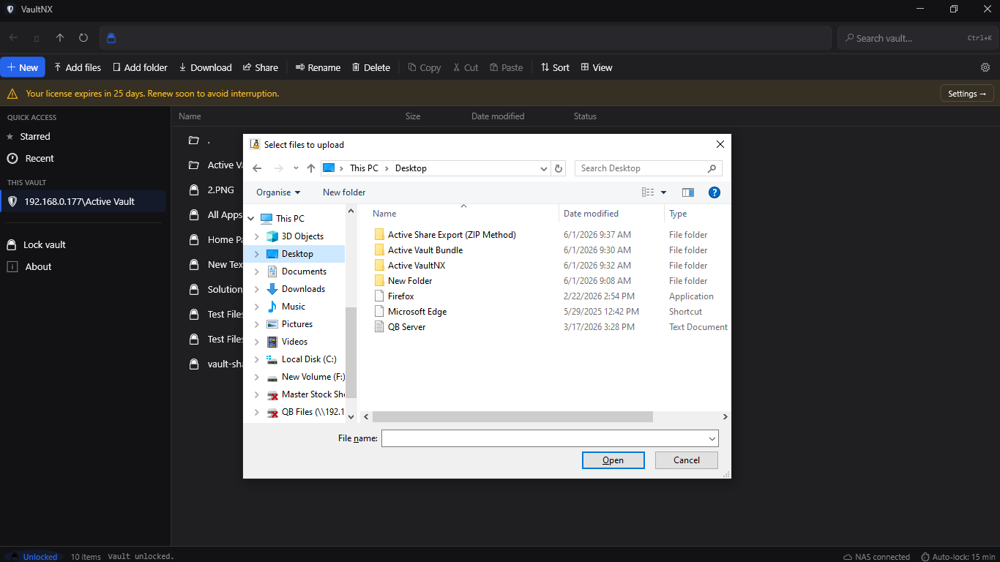 VaultNX
Search vault... Ctrl+K
New Add files Add folder Download Share Rename Delete Copy Cut Paste Sort View
Your license expires in 25 days. Renew soon to avoid interruption. Settings →
QUICK ACCESS
Starred
Recent
THIS VAULT
192.168.0.177\Active Vault
Lock vault
About
Name Size Date modified Status
.
Active Va
2.PNG
All Apps
Home Pa
New Tex
Solution
Test Files
Test Files
vault-sha
Select files to upload
This PC Desktop
Search Desktop
Organise New folder
This PC
3D Objects
Desktop
Documents
Downloads
Music
Pictures
Videos
Local Disk (C:)
New Volume (F:)
Master Stock She
QB Files (\\192.1
Name Date modified Type
Active Share Export (ZIP Method) 6/1/2026 9:37 AM File folder
Active Vault Bundle 6/1/2026 9:30 AM File folder
Active VaultNX 6/1/2026 9:32 AM File folder
New Folder 6/1/2026 9:08 AM File folder
Firefox 2/22/2026 2:54 PM Application
Microsoft Edge 5/29/2025 12:42 PM Shortcut
QB Server 3/17/2026 3:28 PM Text Document
File name:
Open Cancel
Unlocked 10 items Vault unlocked. NAS connected Auto-lock: 15 min